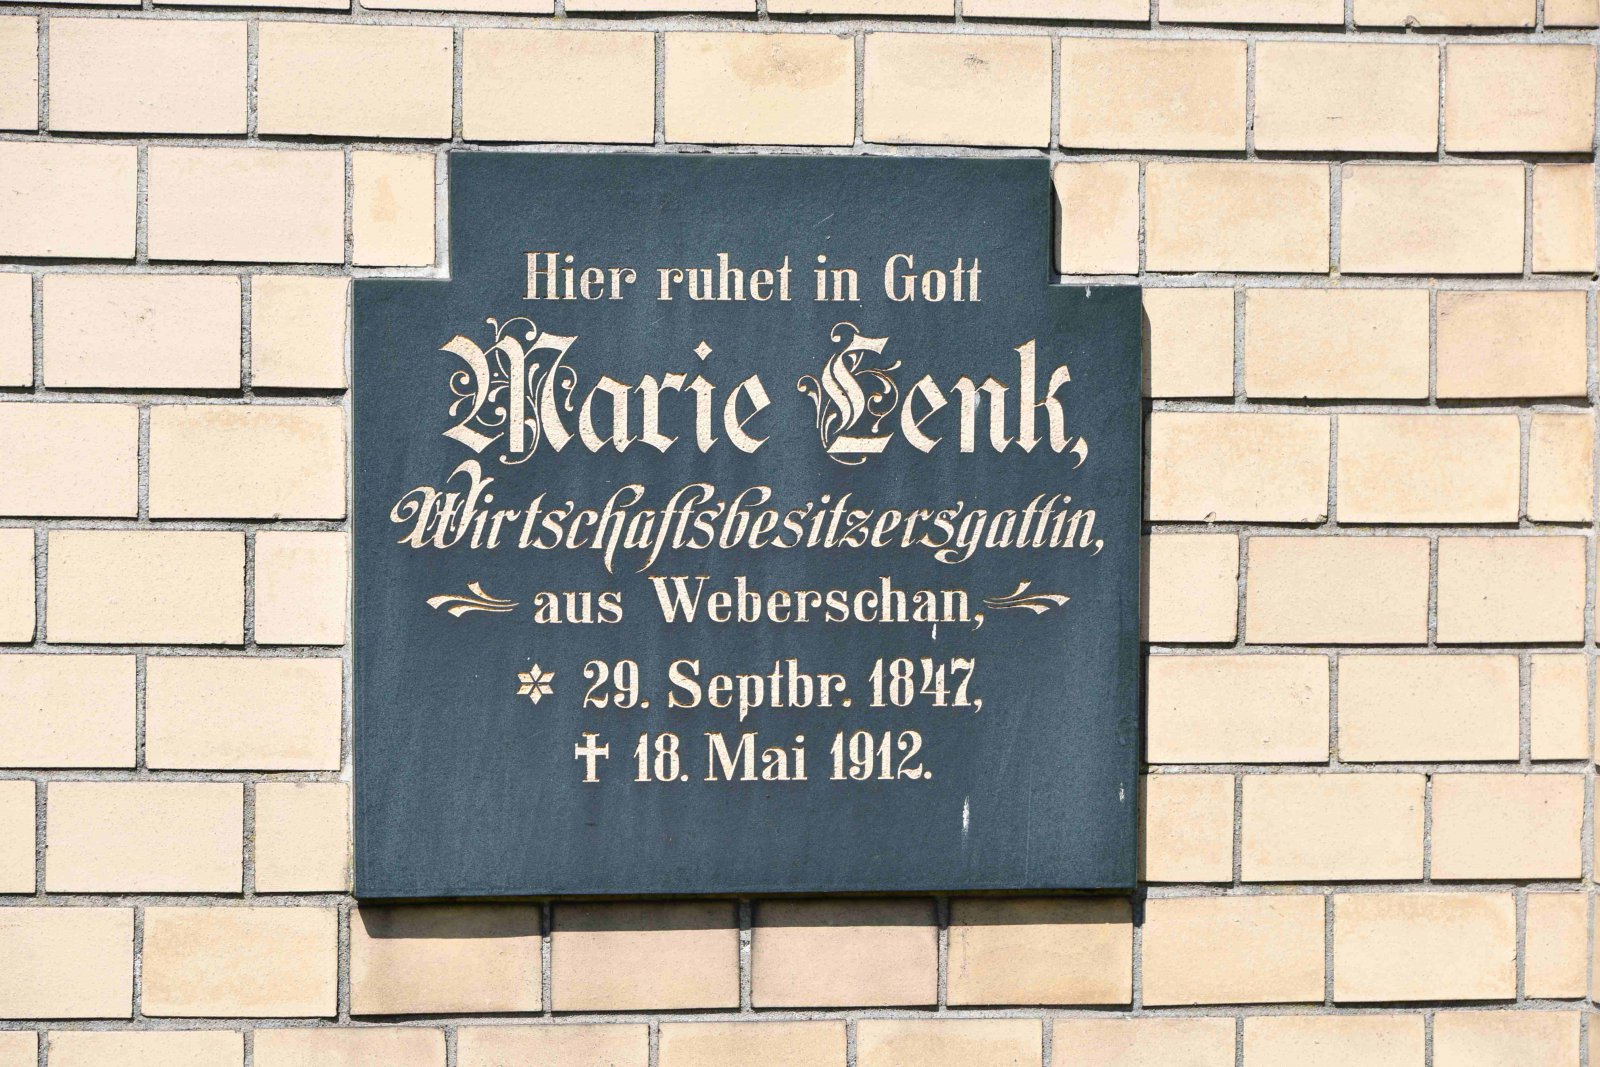 Hier ruhet in Gott
Marie Lenk,
Wirtschaftsbesitzersgattin,
aus Weberschan,
* 29. Septbr. 1847,
† 18. Mai 1912.